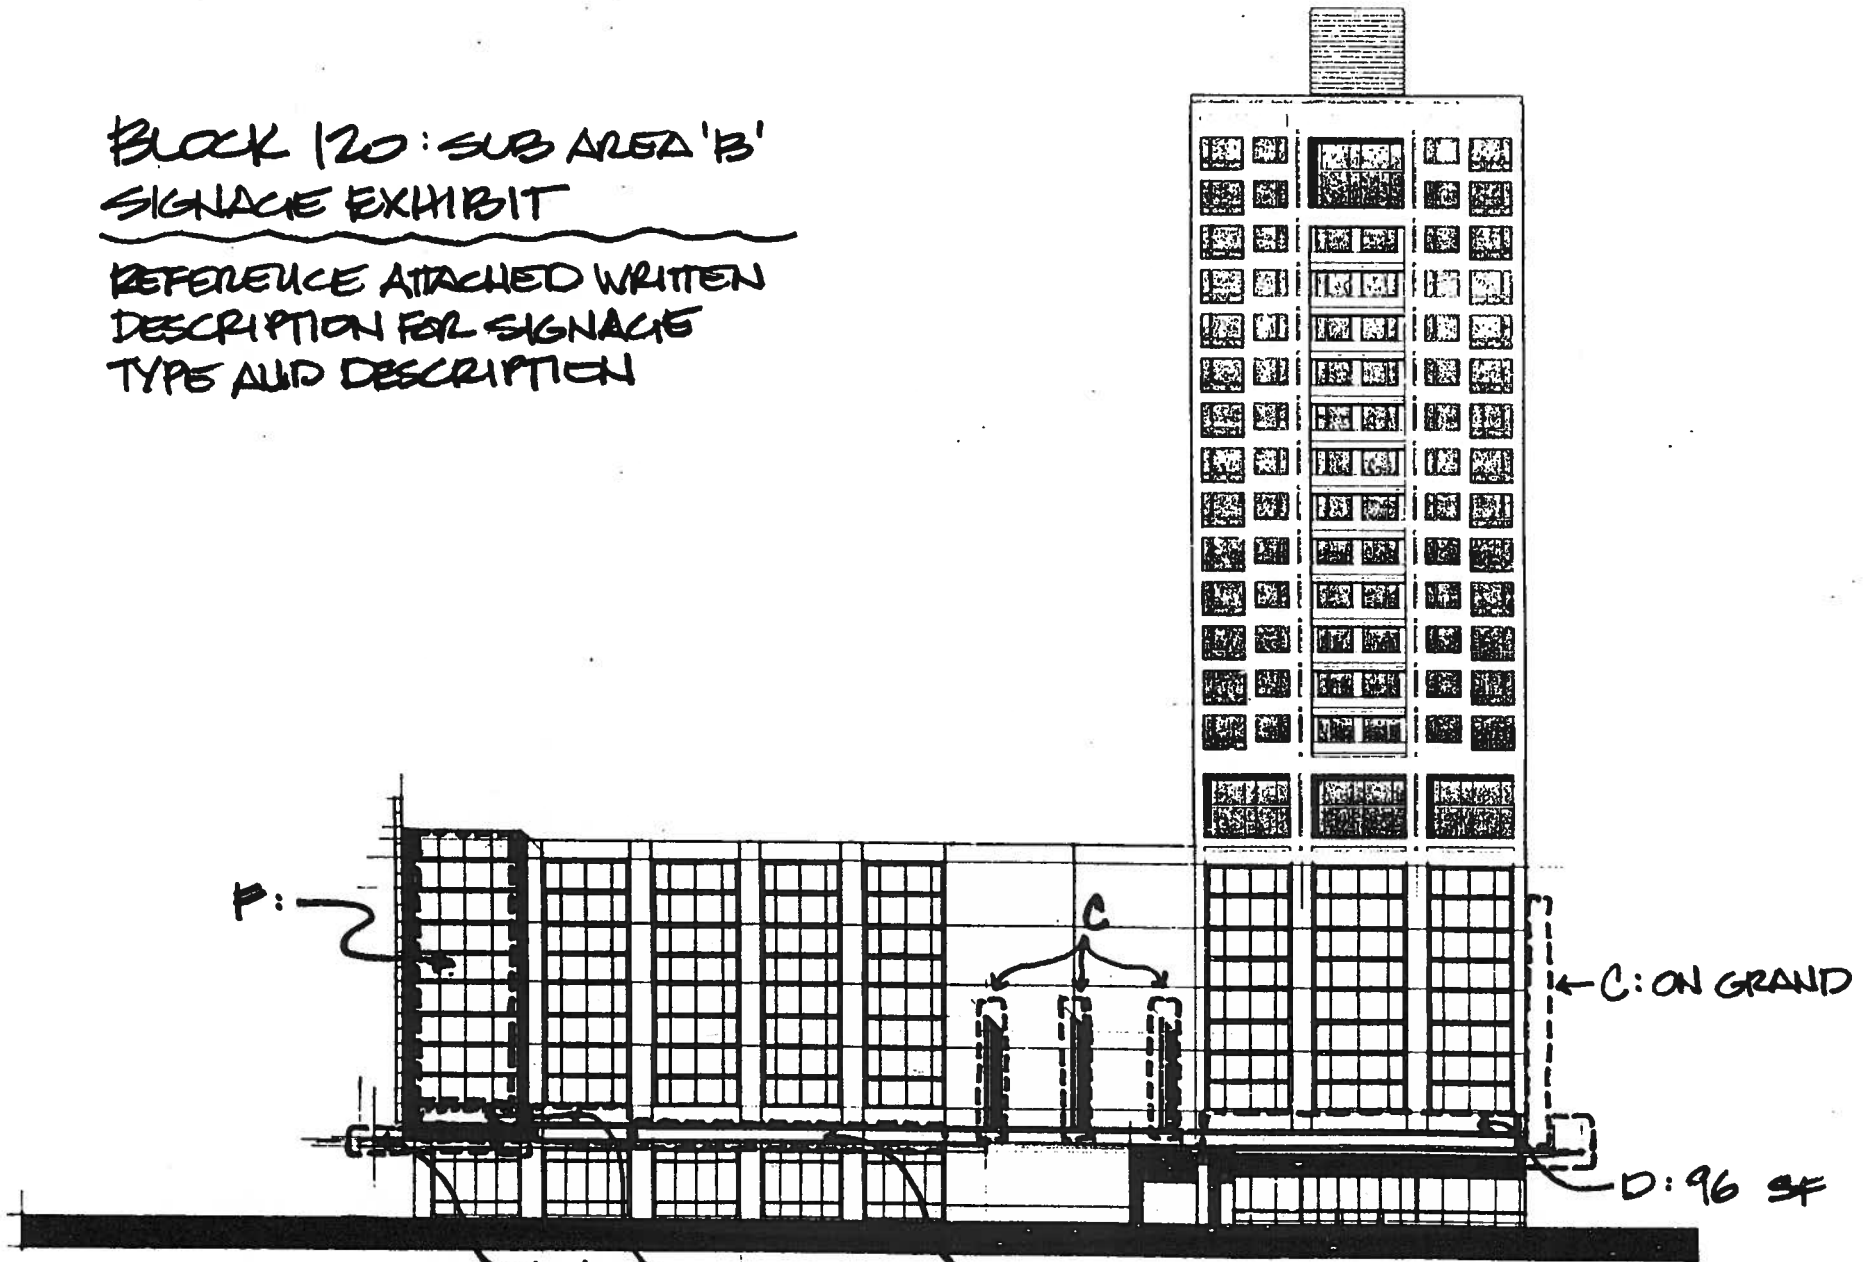 BLOCK 120: SUB AREA 'B'
SIGNAGE EXHIBIT
REFERENCE ATTACHED WRITTEN
DESCRIPTION FOR SIGNAGE
TYPE AND DESCRIPTION
F:
C
C: ON GRAND
D: 96 SF